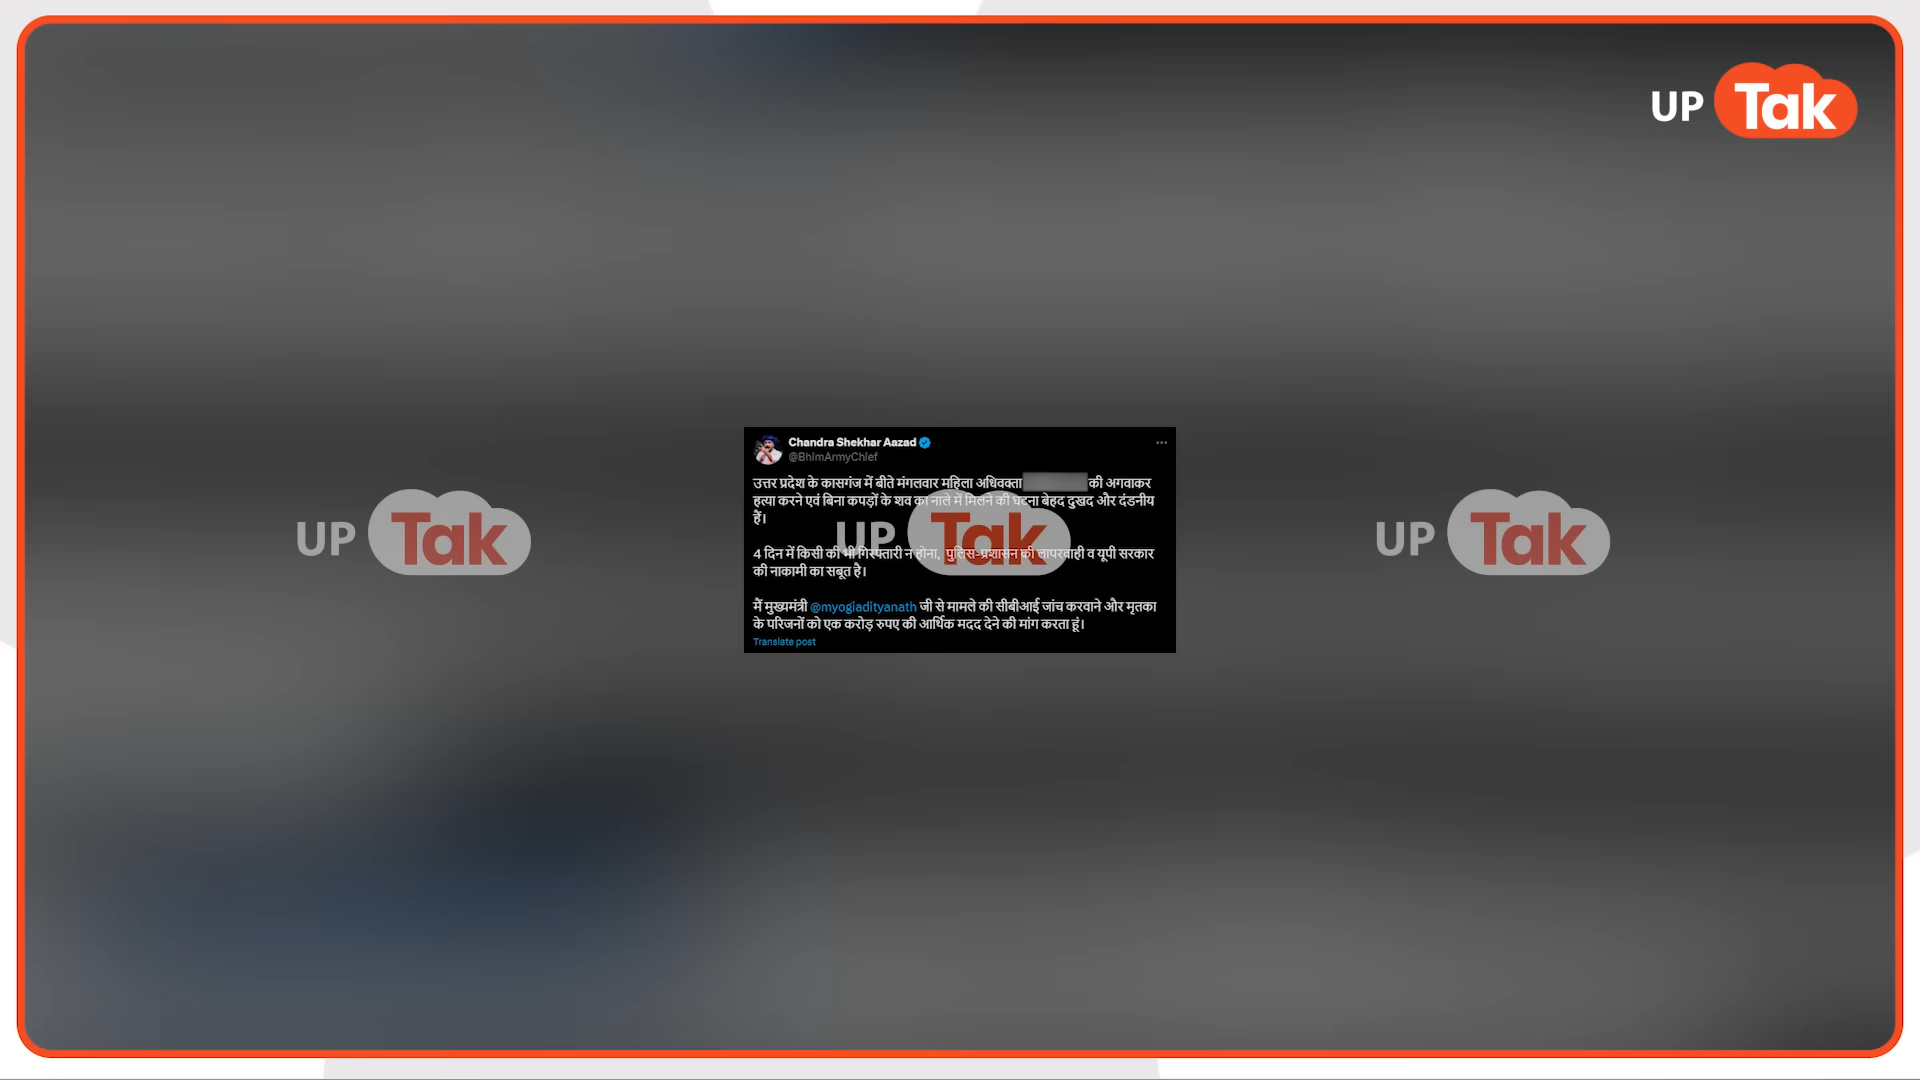 UP Tak
Chandra Shekhar Aazad
@BhimArmyChief
उत्तर प्रदेश के कासगंज में बीते मंगलवार महिला अधिवक्ता की अगवाकर
हत्या करने एवं बिना कपड़ों के शव का नाले में मिलने की घटना बेहद दुखद और दंडनीय
हैं।
4 दिन में किसी की भी गिरफ्तारी न होना, पुलिस-प्रशासन की लापरवाही व यूपी सरकार
की नाकामी का सबूत है।
मैं मुख्यमंत्री @myogiadityanath जी से मामले की सीबीआई जांच करवाने और मृतका
के परिजनों को एक करोड़ रुपए की आर्थिक मदद देने की मांग करता हूं।
Translate post
UP Tak
UP Tak
UP Tak